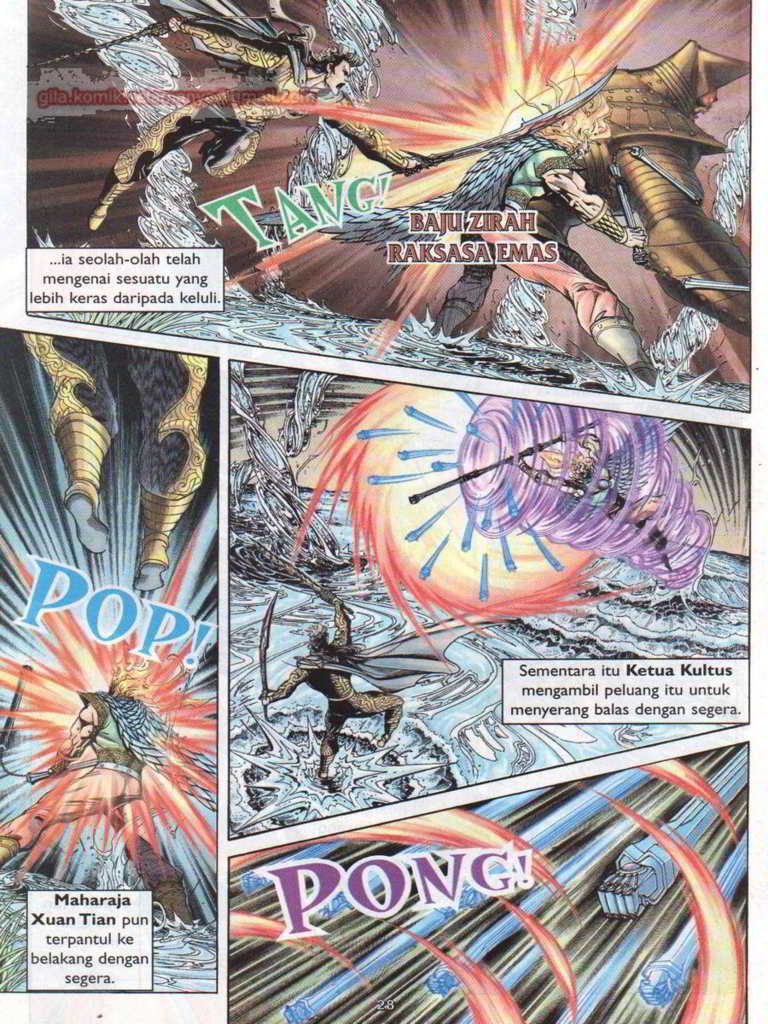 TANG!
BAJU ZIRAH
RAKSASA EMAS
...ia seolah-olah telah
mengenai sesuatu yang
lebih keras daripada keluli.
POP!
Maharaja
Xuan Tian pun
terpantul ke
belakang dengan
segera.
Sementara itu Ketua Kultus
mengambil peluang itu untuk
menyerang balas dengan segera.
PONG!
28